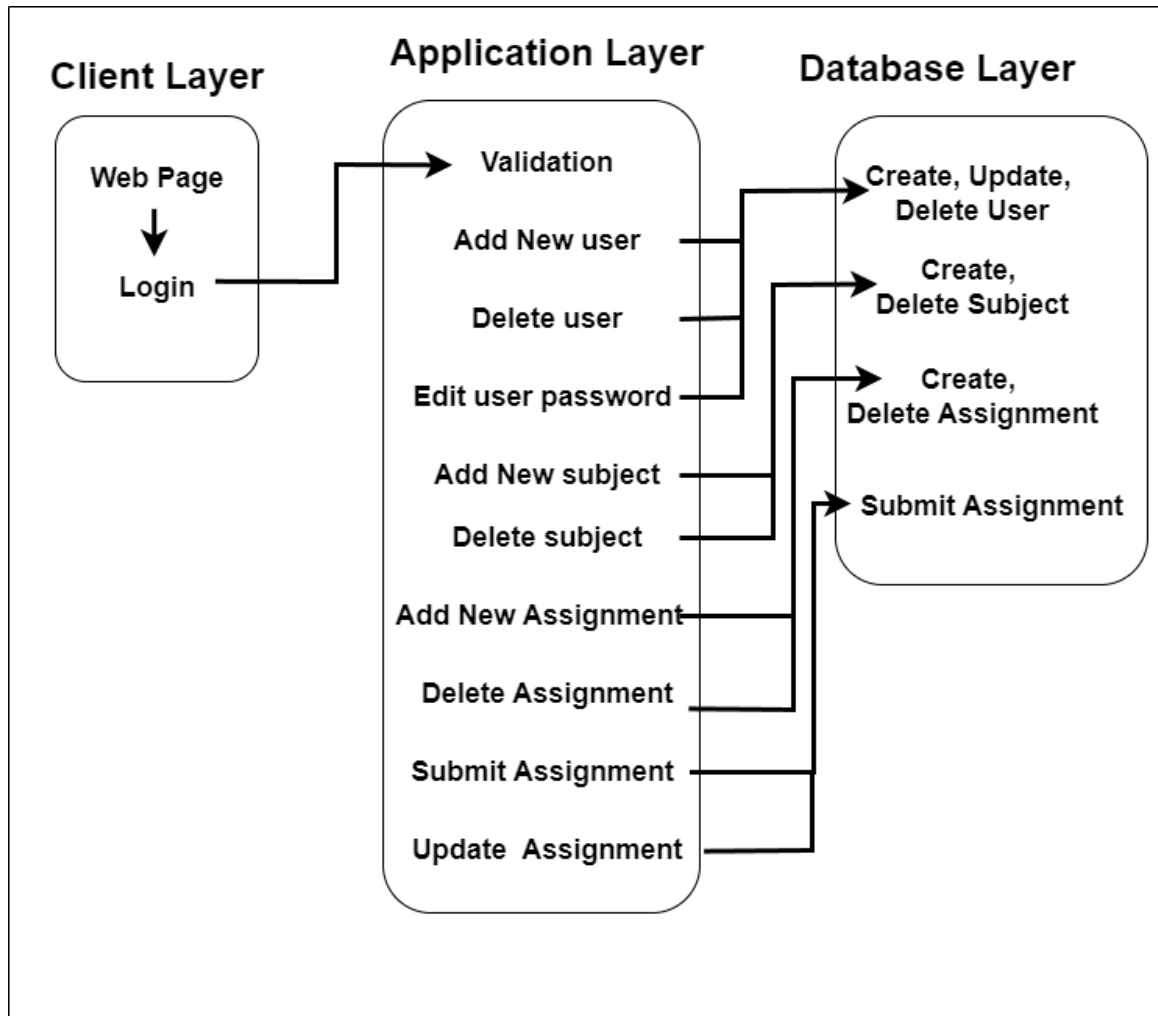 Client Layer
Web Page
Login
Application Layer
Validation
Add New user
Delete user
Edit user password
Add New subject
Delete subject
Add New Assignment
Delete Assignment
Submit Assignment
Update  Assignment
Database Layer
Create, Update,
Delete User
Create,
Delete Subject
Create,
Delete Assignment
Submit Assignment